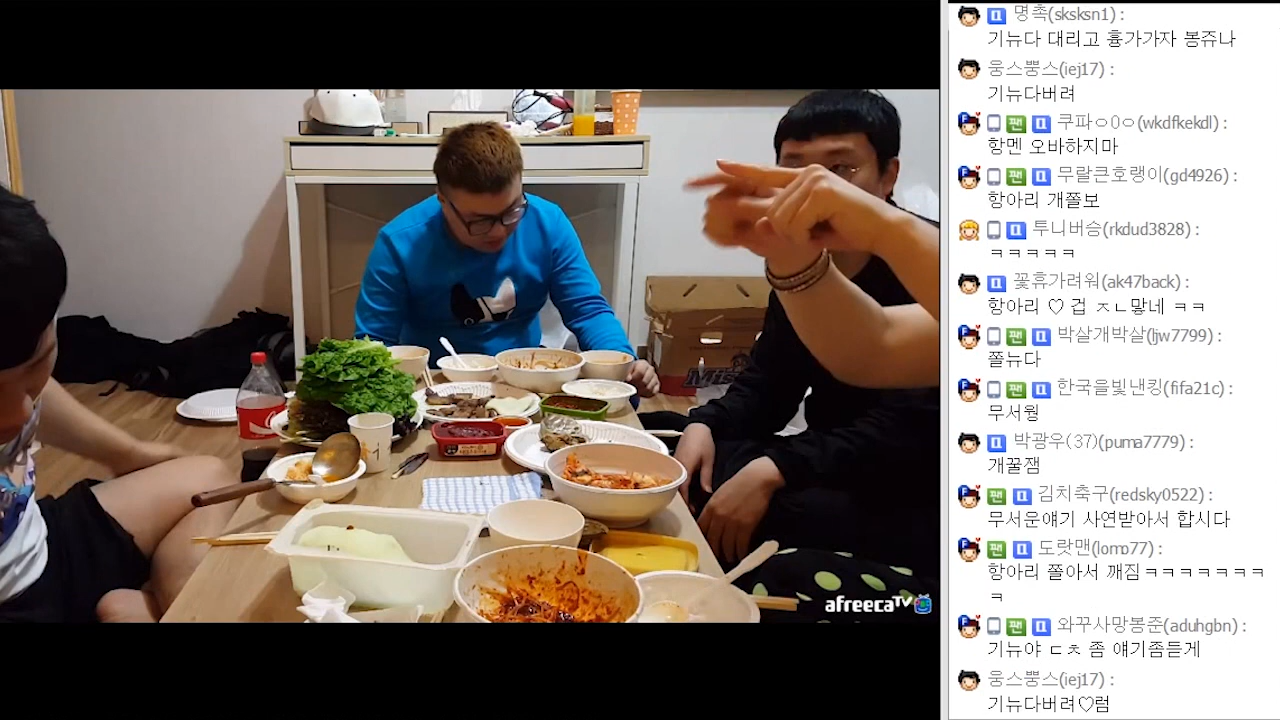 명촉(sksksn1) :
기뉴다 대리고 흉가가자 봉쥬나
웅스뿡스(iej17) :
기뉴다버려
쿠파ㅇ0ㅇ(wkdfkekdl) :
항멘 오바하지마
무랄큰호랭이(gd4926) :
항아리 개쫄보
투니버승(rkdud3828) :
ㅋㅋㅋㅋㅋ
꽃휴가려워(ak47back) :
항아리 ♡ 겁 ㅈㄴ맣네 ㅋㅋ
박살개박살(ljw7799) :
쫄뉴다
한국을빛낸킹(fifa21c) :
무서웡
박광우(37)(puma7779) :
개꿀잼
김치축구(redsky0522) :
무서운얘기 사연받아서 합시다
도랏맨(lomo77) :
항아리 쫄아서 깨짐ㅋㅋㅋㅋㅋㅋㅋ
ㅋ
와꾸사망봉준(aduhgbn) :
기뉴야 ㄷㅊ 좀 얘기좀듣게
웅스뿡스(iej17) :
기뉴다버려♡럼
afreecaTV